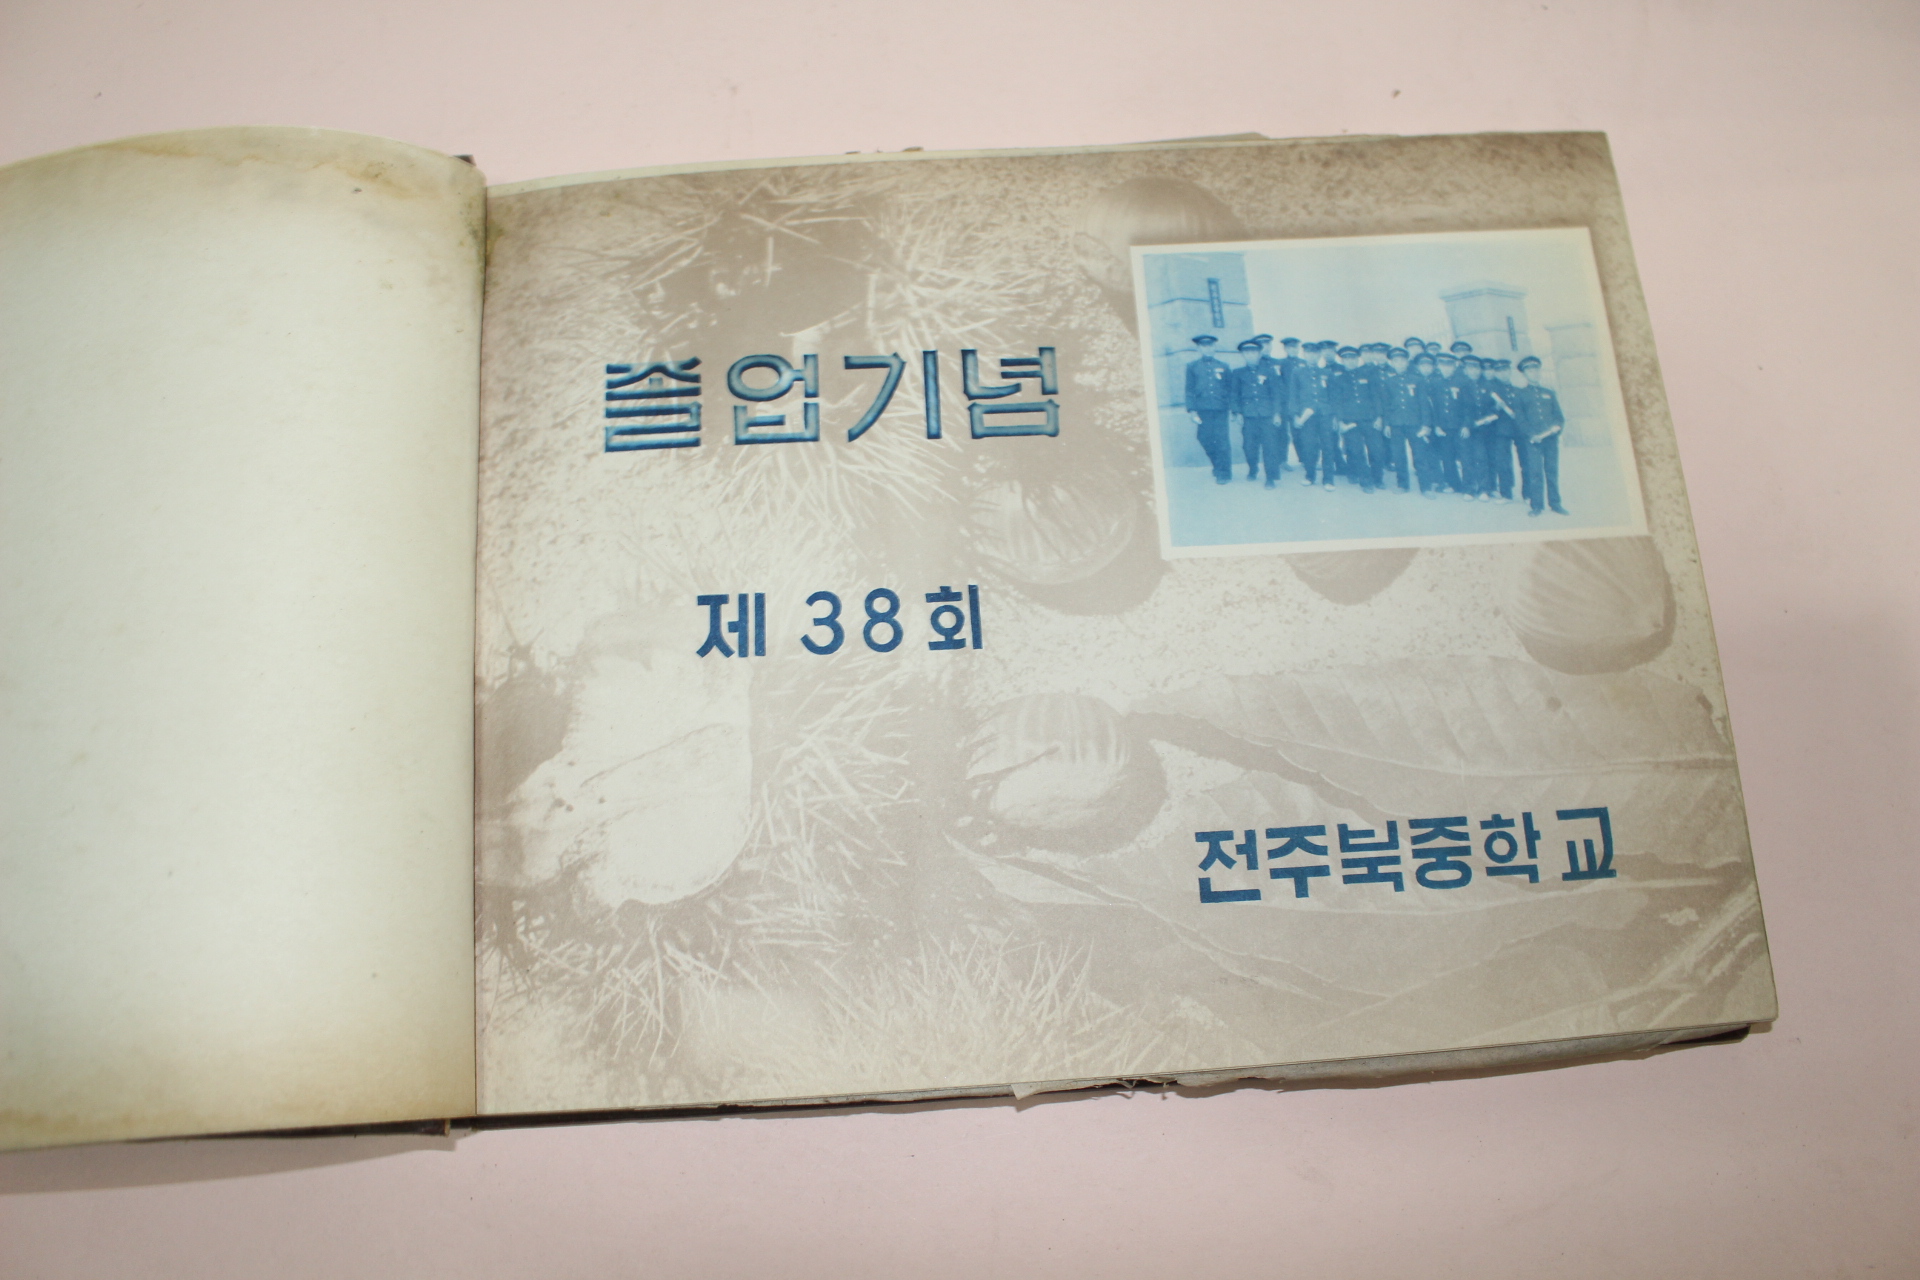 졸업기념
제 38 회
전주북중학교